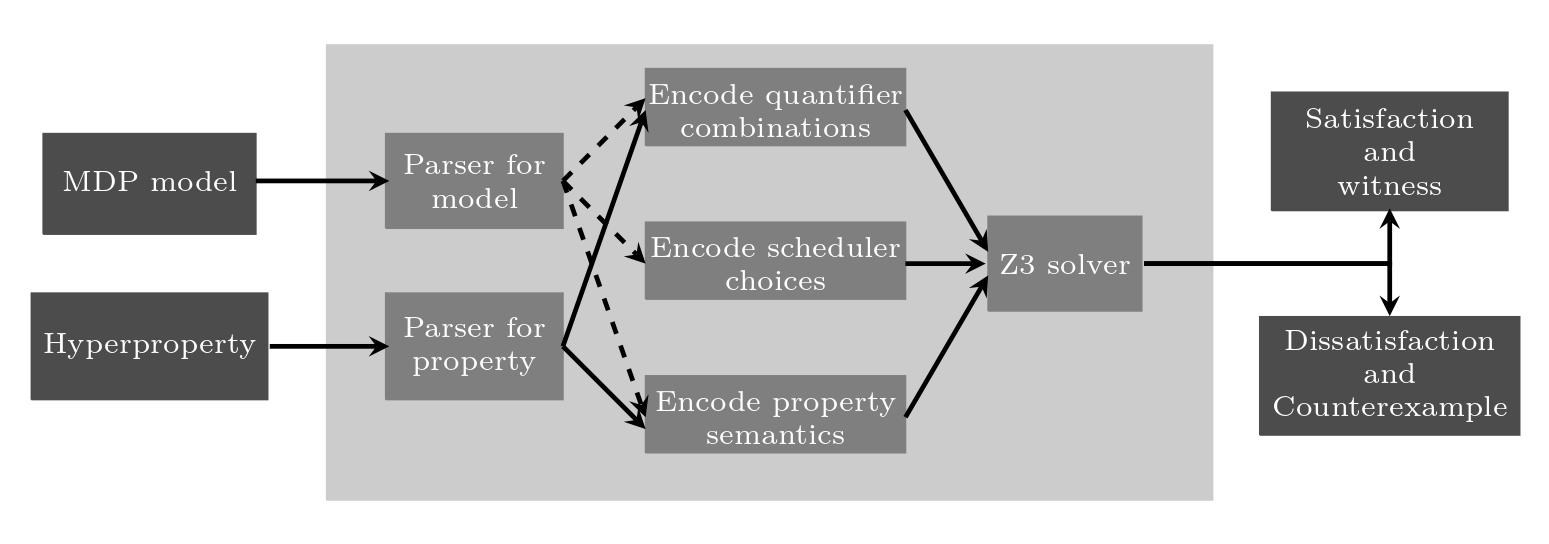 MDP model
Hyperproperty
Parser for
model
Parser for
property
Encode quantifier
combinations
Encode scheduler
choices
Encode property
semantics
Z3 solver
Satisfaction
and
witness
Dissatisfaction
and
Counterexample